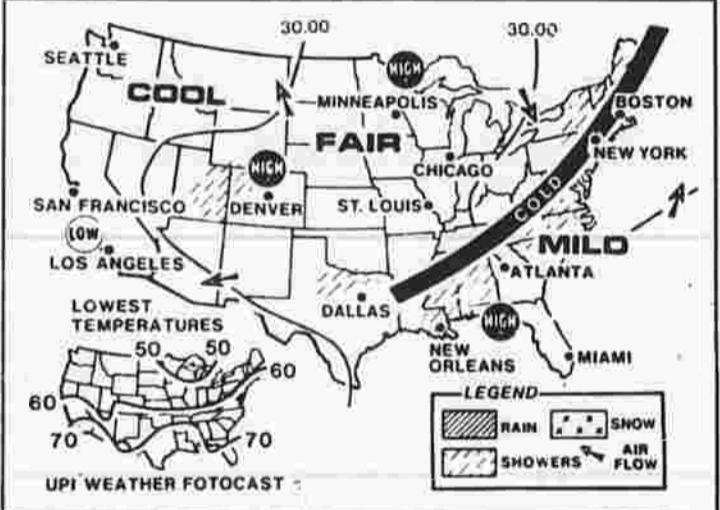 30.00
30.00
HIGH
SEATTLE
COOL
MINNEAPOLIS
BOSTON
FAIR
NEW YORK
HIGH
CHICAGO
SAN FRANCISCO
DENVER
ST. LOUIS
COLD
LOW
MILD
LOS ANGELES
ATLANTA
DALLAS
HIGH
NEW
ORLEANS
MIAMI
LOWEST
TEMPERATURES
50
50
60
60
70
70
LEGEND
RAIN
SNOW
SHOWERS
AIR
FLOW
UPI WEATHER FOTOCAST